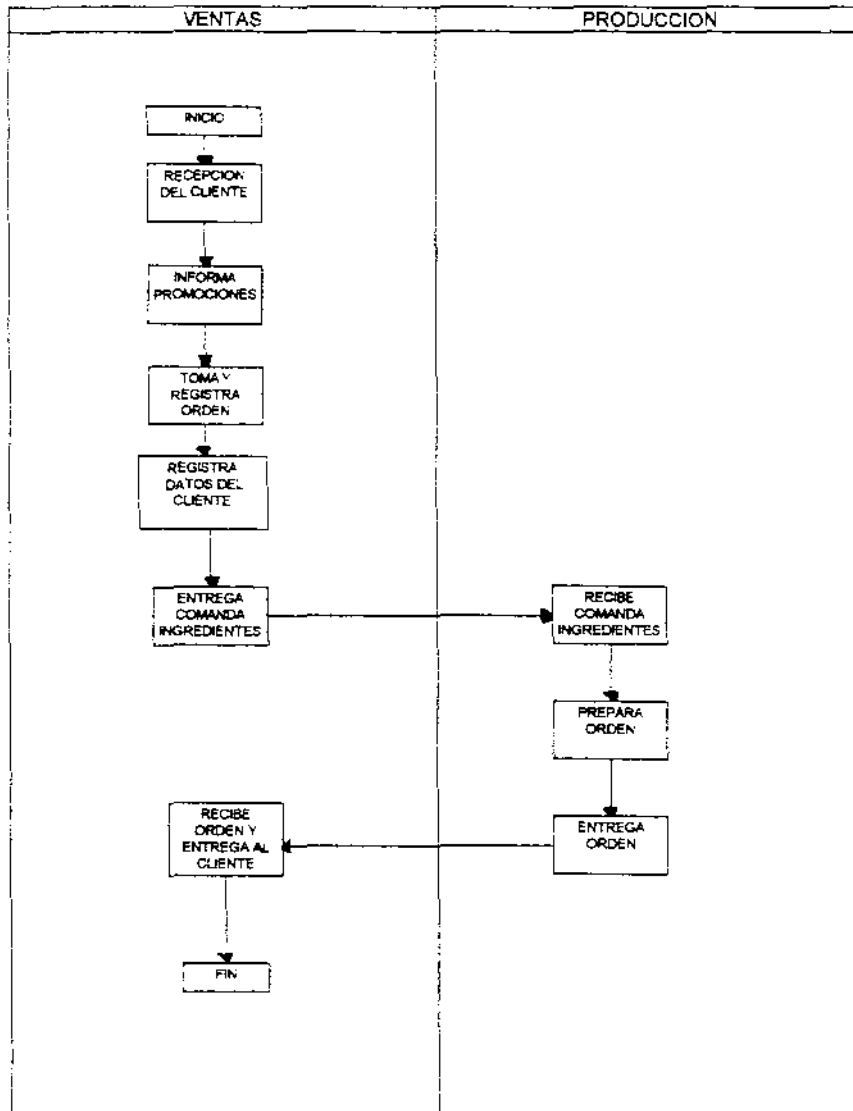 VENTAS
PRODUCCION
INICIO
RECEPCION
DEL CLIENTE
INFORMA
PROMOCIONES
TOMA Y
REGISTRA
ORDEN
REGISTRA
DATOS DEL
CLIENTE
ENTREGA
COMANDA
INGREDIENTES
RECIBE
COMANDA
INGREDIENTES
PREPARA
ORDEN
ENTREGA
ORDEN
RECIBE
ORDEN Y
ENTREGA AL
CLIENTE
FIN